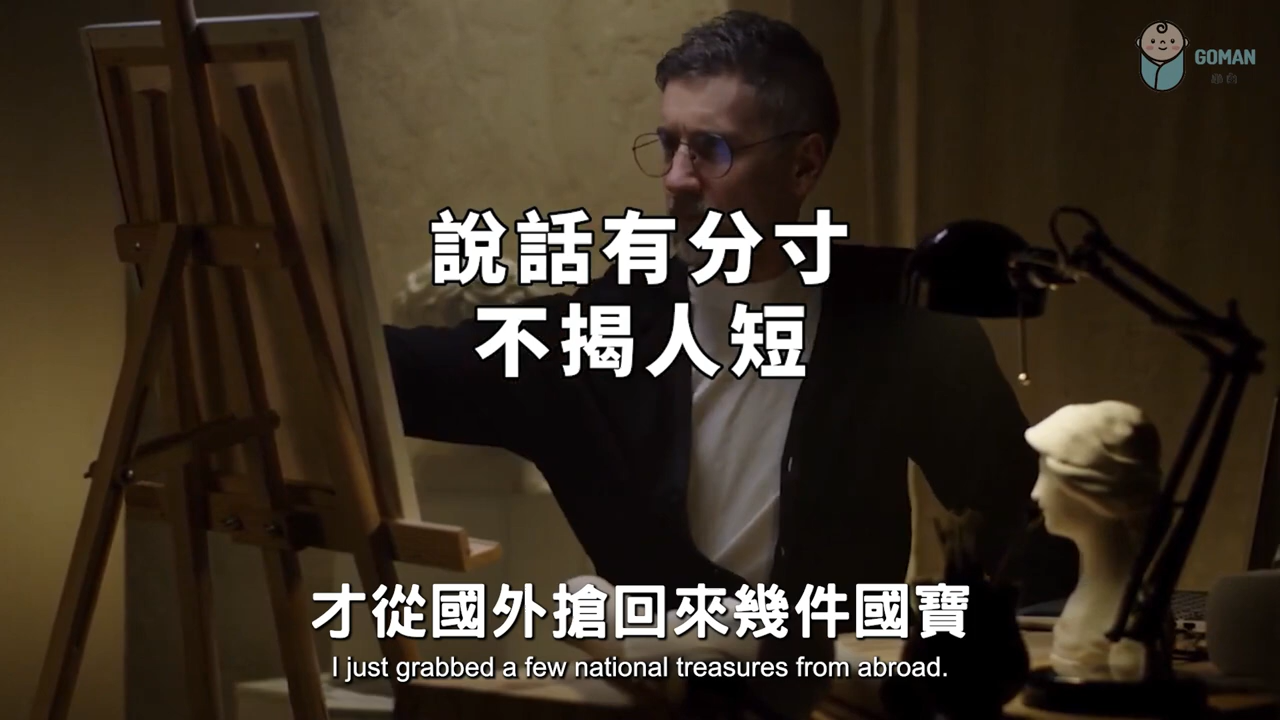 GOMAN
說話有分寸
不揭人短
才從國外搶回來幾件國寶
I just grabbed a few national treasures from abroad.